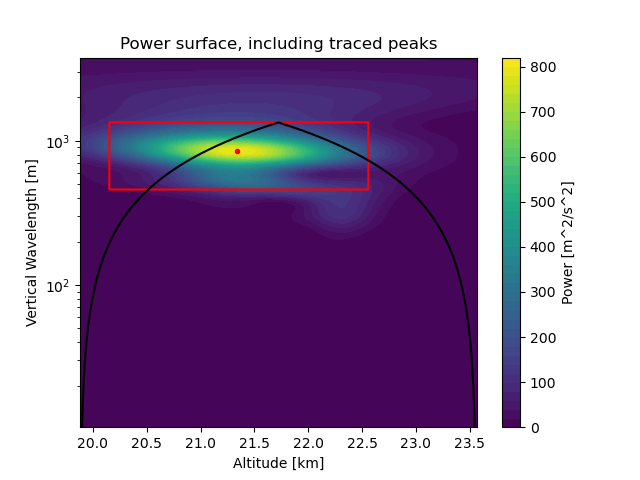 Power surface, including traced peaks
Vertical Wavelength [m]
10^3
10^2
20.0 20.5 21.0 21.5 22.0 22.5 23.0 23.5
Altitude [km]
800
700
600
500
400
300
200
100
0
Power [m^2/s^2]